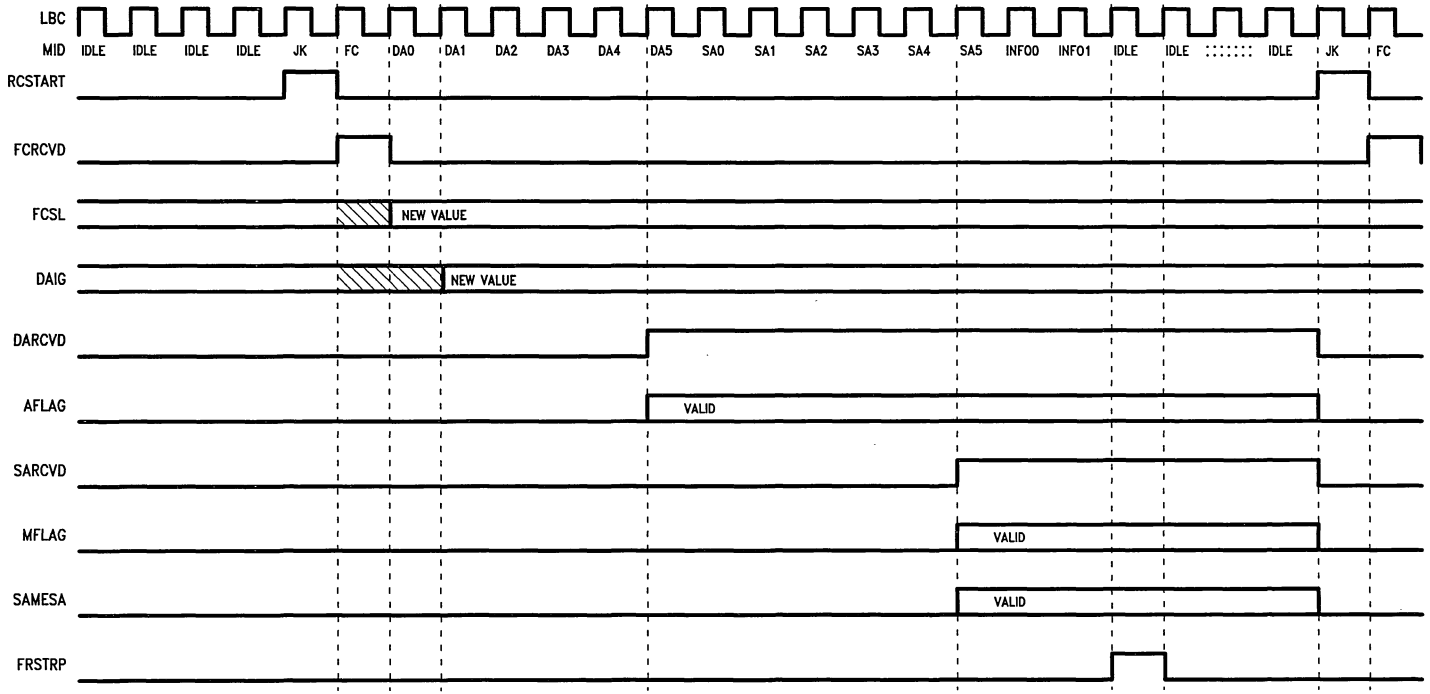 LBC
MID IDLE IDLE IDLE IDLE JK FC DA0 DA1 DA2 DA3 DA4 DA5 SA0 SA1 SA2 SA3 SA4 SA5 INFO0 INFO1 IDLE IDLE IDLE JK FC
RCSTART
FCRCVD
FCSL NEW VALUE
DAIG NEW VALUE
DARCVD
AFLAG VALID
SARCVD
MFLAG VALID
SAMESA VALID
FRSTRP